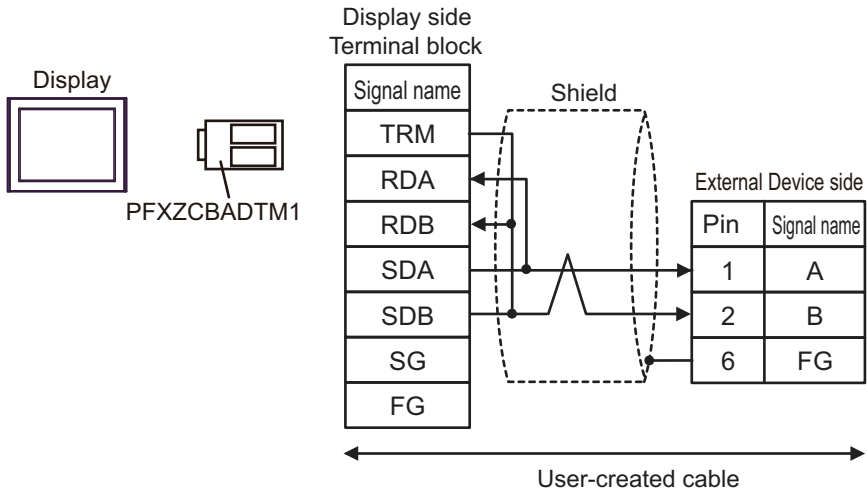 Display side
Terminal block
Display
PFXZCBADTM1
Signal name
TRM
RDA
RDB
SDA
SDB
SG
FG
Shield
External Device side
Pin Signal name
1 A
2 B
6 FG
User-created cable